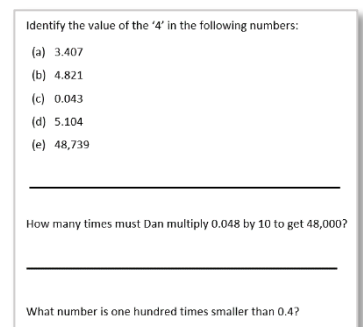 Identify the value of the ‘4’ in the following numbers:
(a) 3.407
(b) 4.821
(c) 0.043
(d) 5.104
(e) 48,739
How many times must Dan multiply 0.048 by 10 to get 48,000?
What number is one hundred times smaller than 0.4?